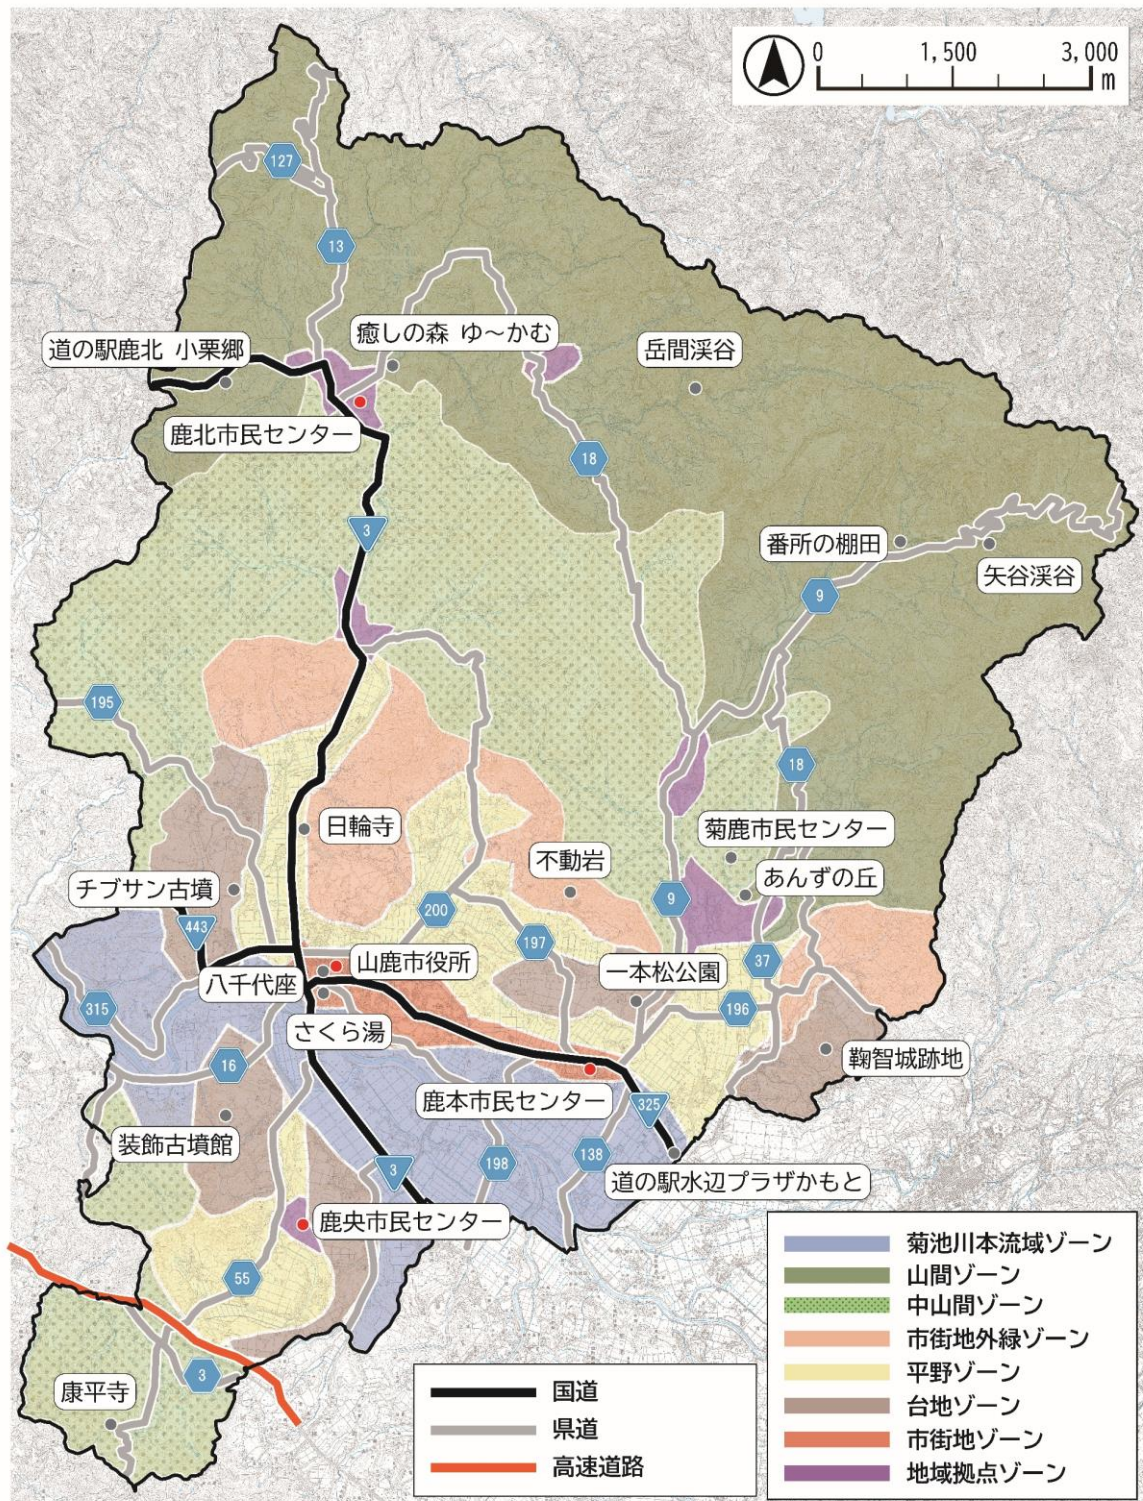 0 1,500 3,000
m
127
13
癒しの森 ゆ～かむ
道の駅鹿北 小栗郷
岳間渓谷
鹿北市民センター
18
3
番所の棚田
矢谷渓谷
9
195
18
日輪寺
菊鹿市民センター
不動岩
あんずの丘
チブサン古墳
9
200
443
197
山鹿市役所
37
一本松公園
八千代座
315
196
さくら湯
16
鞠智城跡地
鹿本市民センター
325
装飾古墳館
3
198
138
道の駅水辺プラザかもと
鹿央市民センター
55
3
康平寺
国道
県道
高速道路
菊池川本流域ゾーン
山間ゾーン
中山間ゾーン
市街地外緑ゾーン
平野ゾーン
台地ゾーン
市街地ゾーン
地域拠点ゾーン